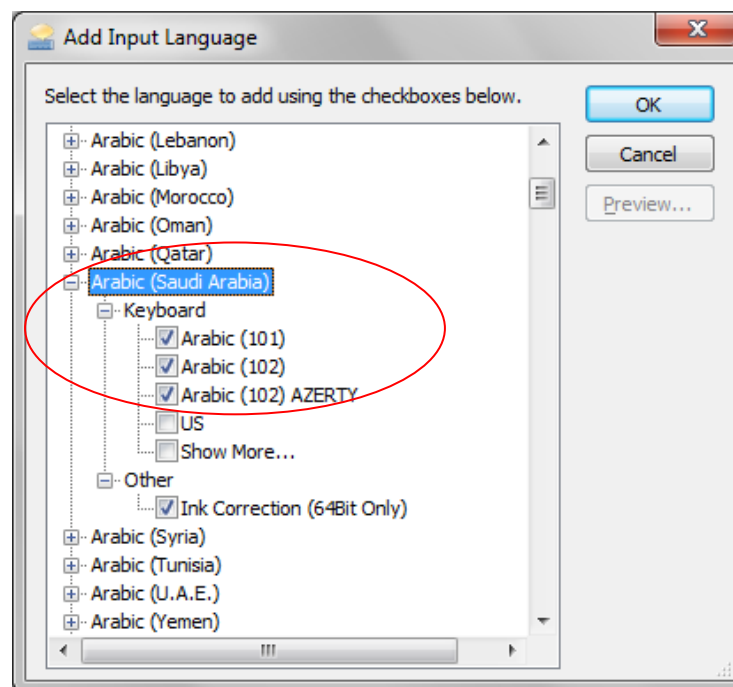 Add Input Language
Select the language to add using the checkboxes below.
OK
Cancel
Preview...
Arabic (Lebanon)
Arabic (Libya)
Arabic (Morocco)
Arabic (Oman)
Arabic (Qatar)
Arabic (Saudi Arabia)
Keyboard
Arabic (101)
Arabic (102)
Arabic (102) AZERTY
US
Show More...
Other
Ink Correction (64Bit Only)
Arabic (Syria)
Arabic (Tunisia)
Arabic (U.A.E.)
Arabic (Yemen)